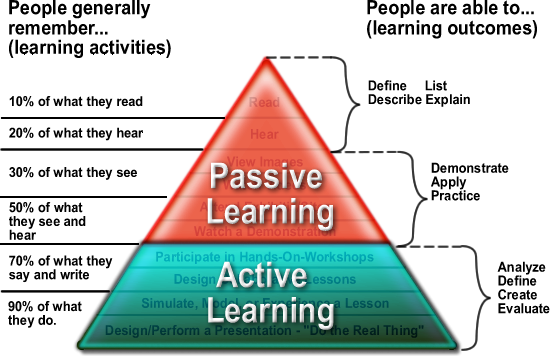 People generally
remember...
(learning activities)
People are able to...
(learning outcomes)
10% of what they read
20% of what they hear
30% of what they see
50% of what
they see and
hear
70% of what they
say and write
90% of what
they do.
Read
Hear
View Images
Watch a Demonstration
Passive
Learning
Participate in Hands-On-Workshops
Design Lessons
Simulate, Model, or Experience a Lesson
Design/Perform a Presentation - "Do the Real Thing"
Active
Learning
Define List
Describe Explain
Demonstrate
Apply
Practice
Analyze
Define
Create
Evaluate